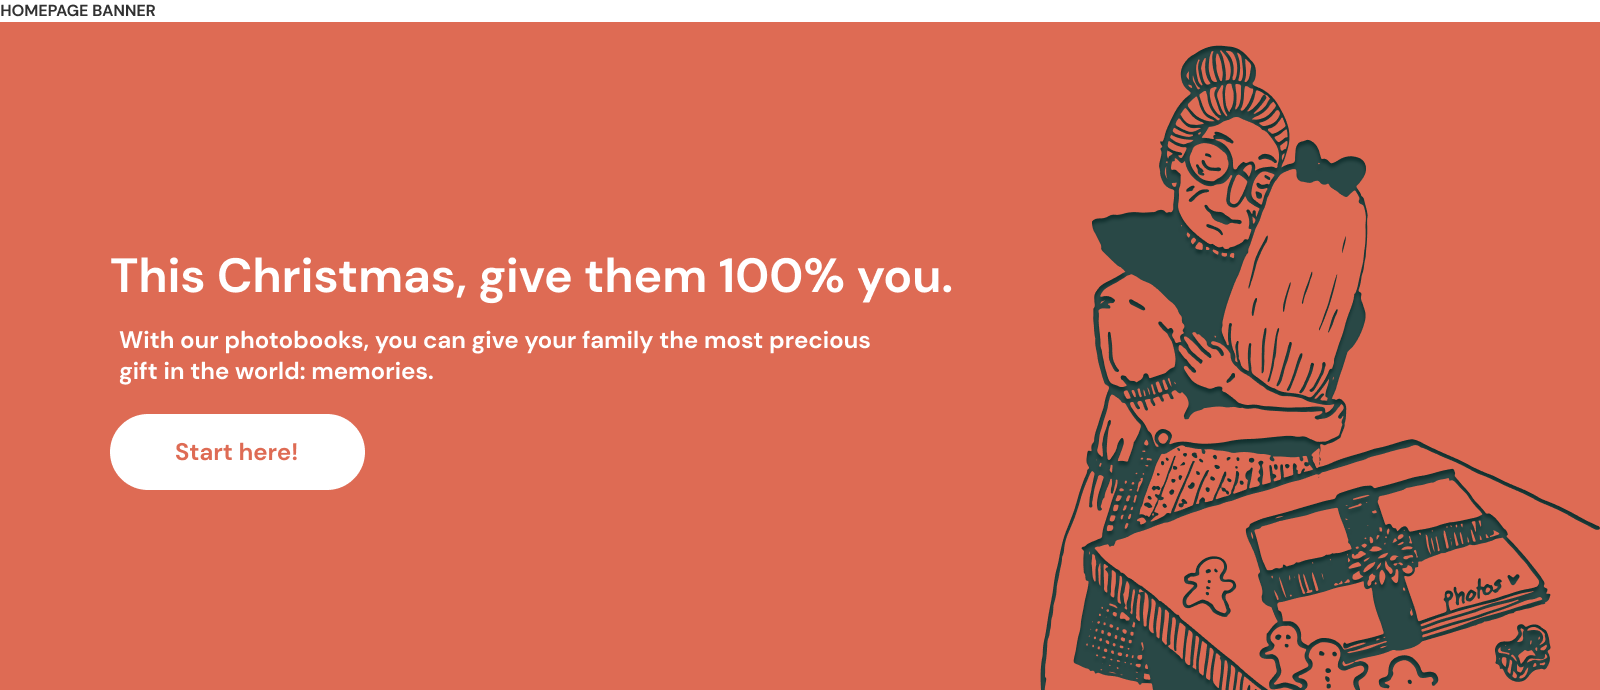 HOMEPAGE BANNER
This Christmas, give them 100% you.
With our photobooks, you can give your family the most precious
gift in the world: memories.
Start here!
Photos